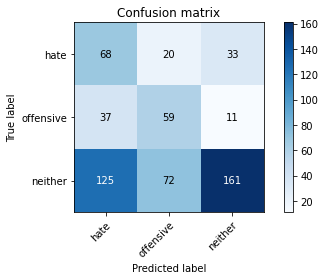 Confusion matrix
hate 68 20 33
offensive 37 59 11
neither 125 72 161
hate offensive neither
True label
Predicted label
160
140
120
100
80
60
40
20